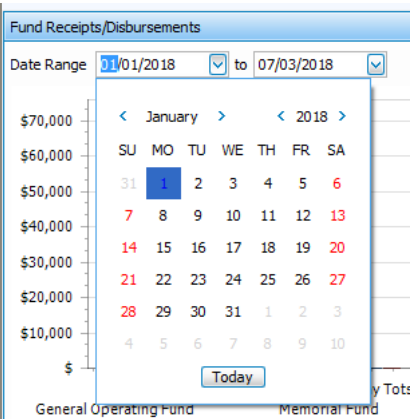 Fund Receipts/Disbursements
Date Range 01/01/2018 to 07/03/2018
< January > < 2018 >
SU MO TU WE TH FR SA
31 1 2 3 4 5 6
7 8 9 10 11 12 13
14 15 16 17 18 19 20
21 22 23 24 25 26 27
28 29 30 31 1 2 3
4 5 6 7 8 9 10
Today
$70,000
$60,000
$50,000
$40,000
$30,000
$20,000
$10,000
$
y Tots
General Operating Fund Memorial Fund